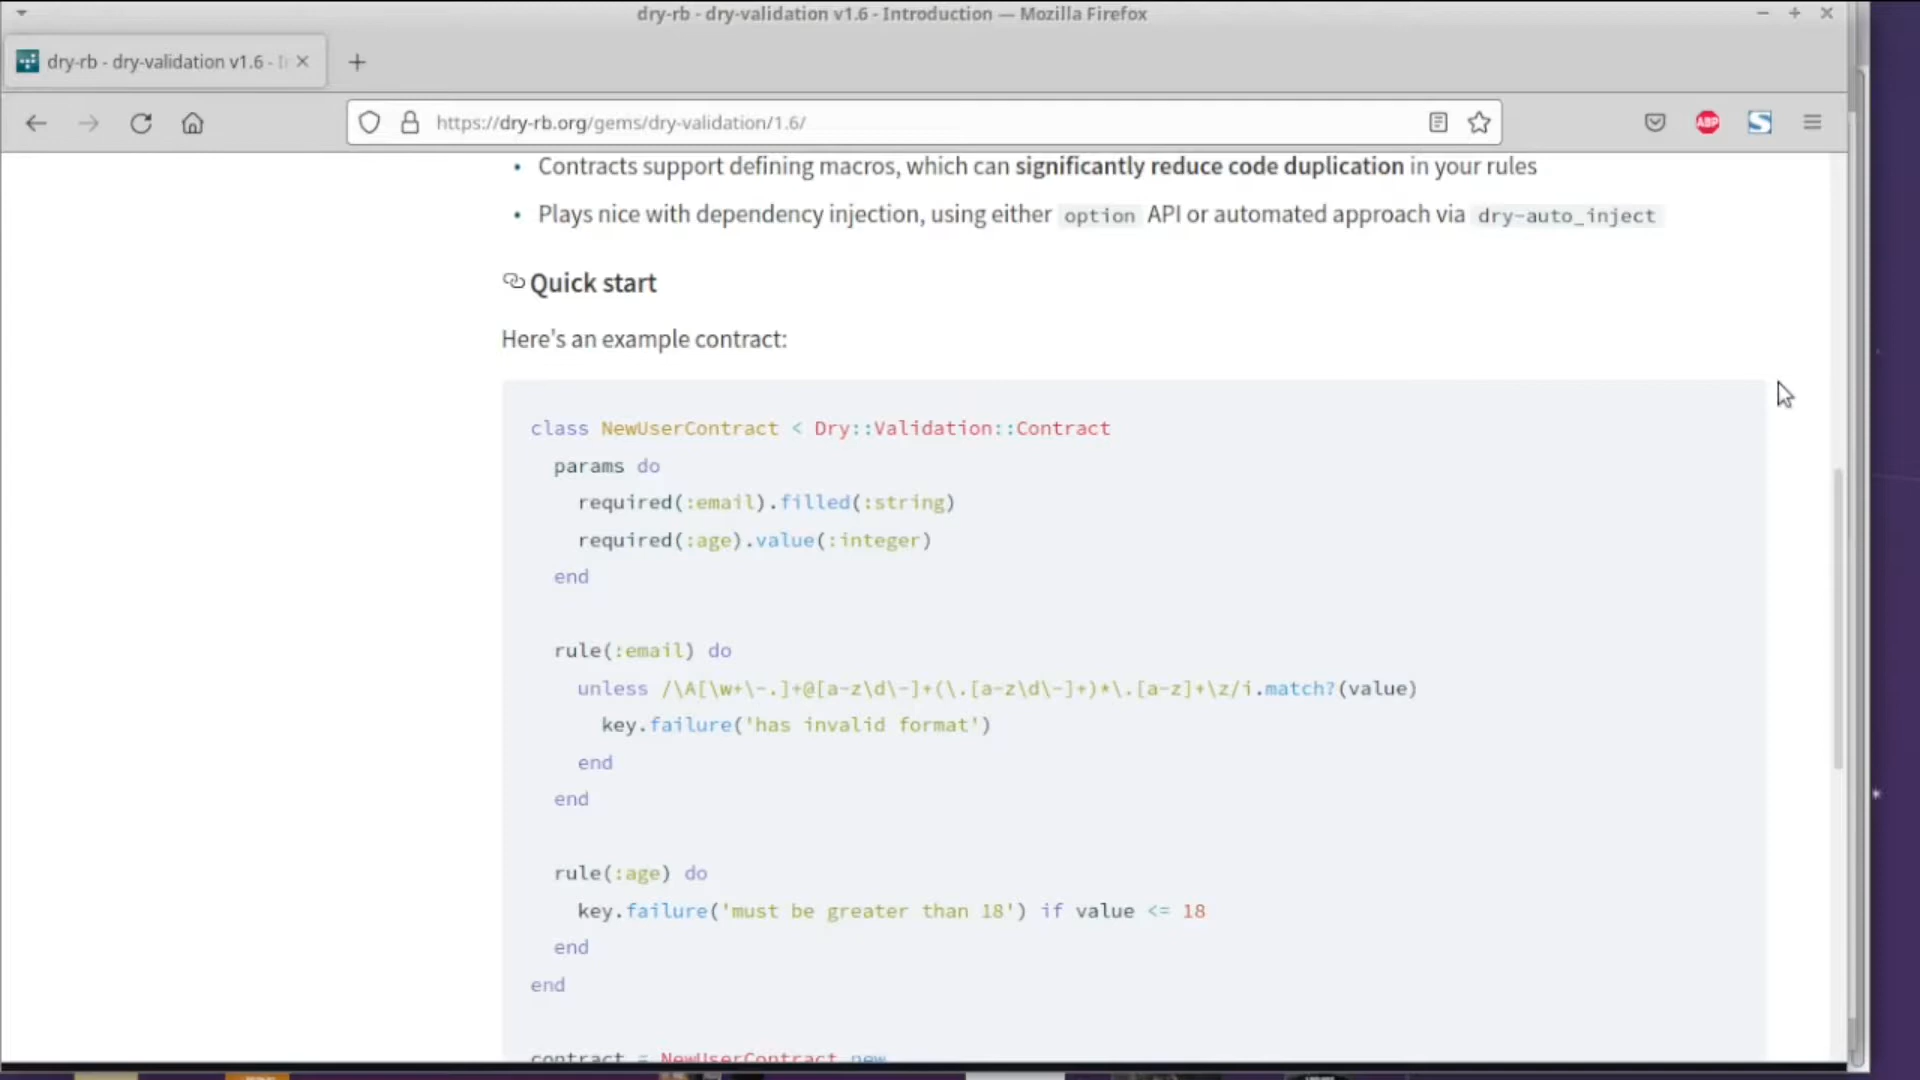 dry-rb - dry-validation v1.6 - Introduction — Mozilla Firefox
dry-rb - dry-validation v1.6 - I
https://dry-rb.org/gems/dry-validation/1.6/
ABP
• Contracts support defining macros, which can significantly reduce code duplication in your rules
• Plays nice with dependency injection, using either option API or automated approach via dry-auto_inject
Quick start
Here's an example contract:
class NewUserContract < Dry::Validation::Contract
  params do
    required(:email).filled(:string)
    required(:age).value(:integer)
  end
  rule(:email) do
    unless /\A[\w+\-.]+@[a-z\d\-]+(\.[a-z\d\-]+)*\.[a-z]+\z/i.match?(value)
      key.failure('has invalid format')
    end
  end
  rule(:age) do
    key.failure('must be greater than 18') if value <= 18
  end
end
contract = NewUserContract.new